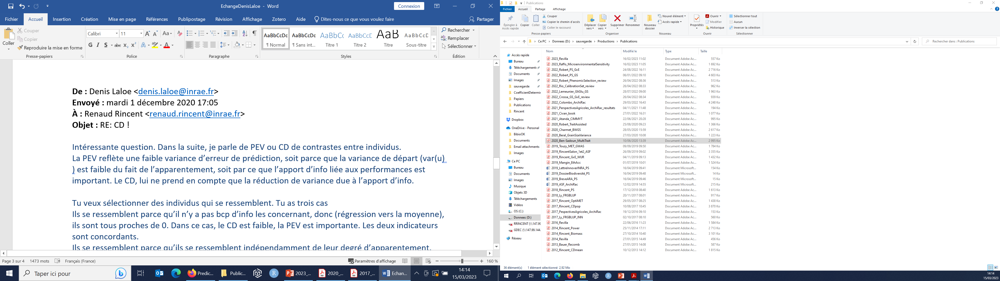 EchangeDenisLaloe - Word
Connexion
Fichier Accueil Insertion Création Mise en page Références Publipostage Révision Affichage Zotero Aide Dites-nous ce que vous voulez faire Partager
Coller
Couper
Copier
Reproduire la mise en forme
Presse-papiers
Calibri 11
G I S abc X₂ X²
Police
Paragraphe
AaBbCcDc AaBbCcDc AaBbCc AaBbCcD AaB AaBbCcD
¶ Normal ¶ Sans int... Titre 1 Titre 2 Titre Sous-titre
Styles
Rechercher
Remplacer
Sélectionner
Édition
De : Denis Laloe <denis.laloe@inrae.fr>
Envoyé : mardi 1 décembre 2020 17:05
À : Renaud Rincent <renaud.rincent@inrae.fr>
Objet : RE: CD !
Intéressante question. Dans la suite, je parle de PEV ou CD de contrastes entre individus.
La PEV reflète une faible variance d’erreur de prédiction, soit parce que la variance de départ (var(u)
) est faible du fait de l’apparentement, soit par ce que l’apport d’info liée aux performances est
important. Le CD, lui ne prend en compte que la réduction de variance due à l’apport d’info.
Tu veux sélectionner des individus qui se ressemblent. Tu as trois cas
Ils se ressemblent parce qu’il n’y a pas bcp d’info les concernant, donc (régression vers la moyenne),
ils sont tous proches de 0. Dans ce cas, le CD est faible, la PEV est importante. Les deux indicateurs
sont concordants.
Ils se ressemblent parce qu’ils se ressemblent indépendamment de leur degré d’apparentement.
Page 3 sur 4 1473 mots Français (France) Paramètres d'affichage 160 %
Taper ici pour Predic... Public... 2023_... 2020_... 2017_... Echan... 14:14
15/03/2023
Publications
Fichier Accueil Partage Affichage
Épingler à
Accès rapide
Copier
Coller
Couper
Copier le chemin d'accès
Coller le raccourci
Presse-papiers
Déplacer
vers
Copier
vers
Supprimer Renommer
Organiser
Nouveau
dossier
Nouvel élément
Accès rapide
Nouveau
Propriétés
Ouvrir
Modifier
Historique
Ouvrir
Sélectionner tout
Aucun
Inverser la sélection
Sélectionner
Ce PC > Donnees (D:) > sauvegarde > Productions > Publications
Rechercher dans : Publications
Accès rapide
Bureau
Téléchargements
Documents
Images
sauvegarde
CoefficientDetermin
Papiers
Publications
Rincent
Dropbox
OneDrive - Personal
BibioOK
Documents
Email attachments
Images
Ce PC
Bureau
Documents
Images
Musique
Objets 3D
Téléchargements
Vidéos
OS (C:)
Donnees (D:)
RRINCENT (\\147.99
GDEC (\\147.99.144.
Réseau
Nom Modifié le Type Taille
2023_Revilla 16/02/2023 11:02 Document Adobe Ac... 557 Ko
2023_Raffo_MicroenvironmentalSensitivity 16/02/2023 11:05 Document Adobe Ac... 1 692 Ko
2022_Robert_PS_GxE 24/08/2022 16:11 Document Adobe Ac... 2 716 Ko
2022_Robert_PS_GS 06/01/2022 09:10 Document Adobe Ac... 4 603 Ko
2022_Robert_PhenomicSelection_review 26/04/2022 08:36 Document Adobe Ac... 513 Ko
2022_Rio_CalibrationSet_review 26/04/2022 08:33 Document Adobe Ac... 962 Ko
2022_Lemeunier_GliGlu_GS 28/07/2022 09:00 Document Adobe Ac... 1 963 Ko
2022_Crossa_GS_GxE_review 26/04/2022 08:34 Document Adobe Ac... 939 Ko
2022_Colombo_ArchiRac 29/03/2022 16:43 Document Adobe Ac... 4 248 Ko
2021_PerspectivesAgricoles_ArchiRac_resultats 04/11/2021 11:48 Document Adobe Ac... 194 Ko
2021_Civan_book 27/01/2022 16:31 Document Adobe Ac... 1 077 Ko
2021_Atanda_CIMMYT 22/06/2021 20:28 Document Adobe Ac... 995 Ko
2020_Robert_TraitAssisted 25/08/2020 09:23 Document Adobe Ac... 1 366 Ko
2020_Charmet_BWGS 28/05/2020 15:59 Document Adobe Ac... 2 617 Ko
2020_Beral_GrainSizeVariance 27/03/2020 10:08 Document Adobe Ac... 1 223 Ko
2020_Ben-Sadoun_MultiTrait 10/06/2020 13:39 Document Adobe Ac... 2 995 Ko
2019_Touzy_MET_GWAS 09/09/2019 09:50 Document Adobe Ac... 1 784 Ko
2019_RincentSalon_1et2_ASF 26/09/2019 09:02 Document Adobe Ac... 3 355 Ko
2019_Rincent_GxE_WUR 04/11/2019 09:13 Document Adobe Ac... 1 432 Ko
2019_Mangin_EthAcc 01/07/2019 10:01 Document Adobe Ac... 1 524 Ko
2019_LettreInnoverINRA_PS 16/04/2019 09:41 Document Microsoft... 154 Ko
2019_DossierBiodiversité_PS 16/04/2019 09:48 Document Microsoft... 14 Ko
2019_BreveARA_PS 16/04/2019 09:46 Document Microsoft... 15 Ko
2019_ASF_ArchiRac 12/02/2019 14:55 Document Microsoft... 215 Ko
2018_Rincent_PS 17/12/2018 08:40 Document Adobe Ac... 1 613 Ko
2018_Ly_FRGBLUP 20/11/2017 08:01 Document Adobe Ac... 917 Ko
2017_Rincent_OptiMET 29/05/2017 08:25 Document Adobe Ac... 1 438 Ko
2017_Rincent_CDpop 10/08/2017 10:45 Document Adobe Ac... 3 870 Ko
2017_PespectivesAgricoles_ArchiRac 19/12/2016 09:10 Document Adobe Ac... 153 Ko
2017_Ly_FRGBLUP_INN 02/10/2017 08:10 Document Adobe Ac... 560 Ko
2016_Revilla 22/06/2016 11:23 Document Adobe Ac... 1 584 Ko
2014_Rincent_Power 25/11/2014 17:11 Document Adobe Ac... 2 713 Ko
2014_Rincent_Biomass 27/10/2014 10:40 Document Adobe Ac... 3 101 Ko
2014_Revilla 27/01/2015 14:49 Document Adobe Ac... 456 Ko
2013_Bauer_Recomb 27/01/2015 14:08 Document Adobe Ac... 587 Ko
2012_Rincent_CDmean 10/12/2013 14:12 Document Adobe Ac... 1 815 Ko
36 élément(s) 1 élément sélectionné 2,92 Mo
14:14
15/03/2023